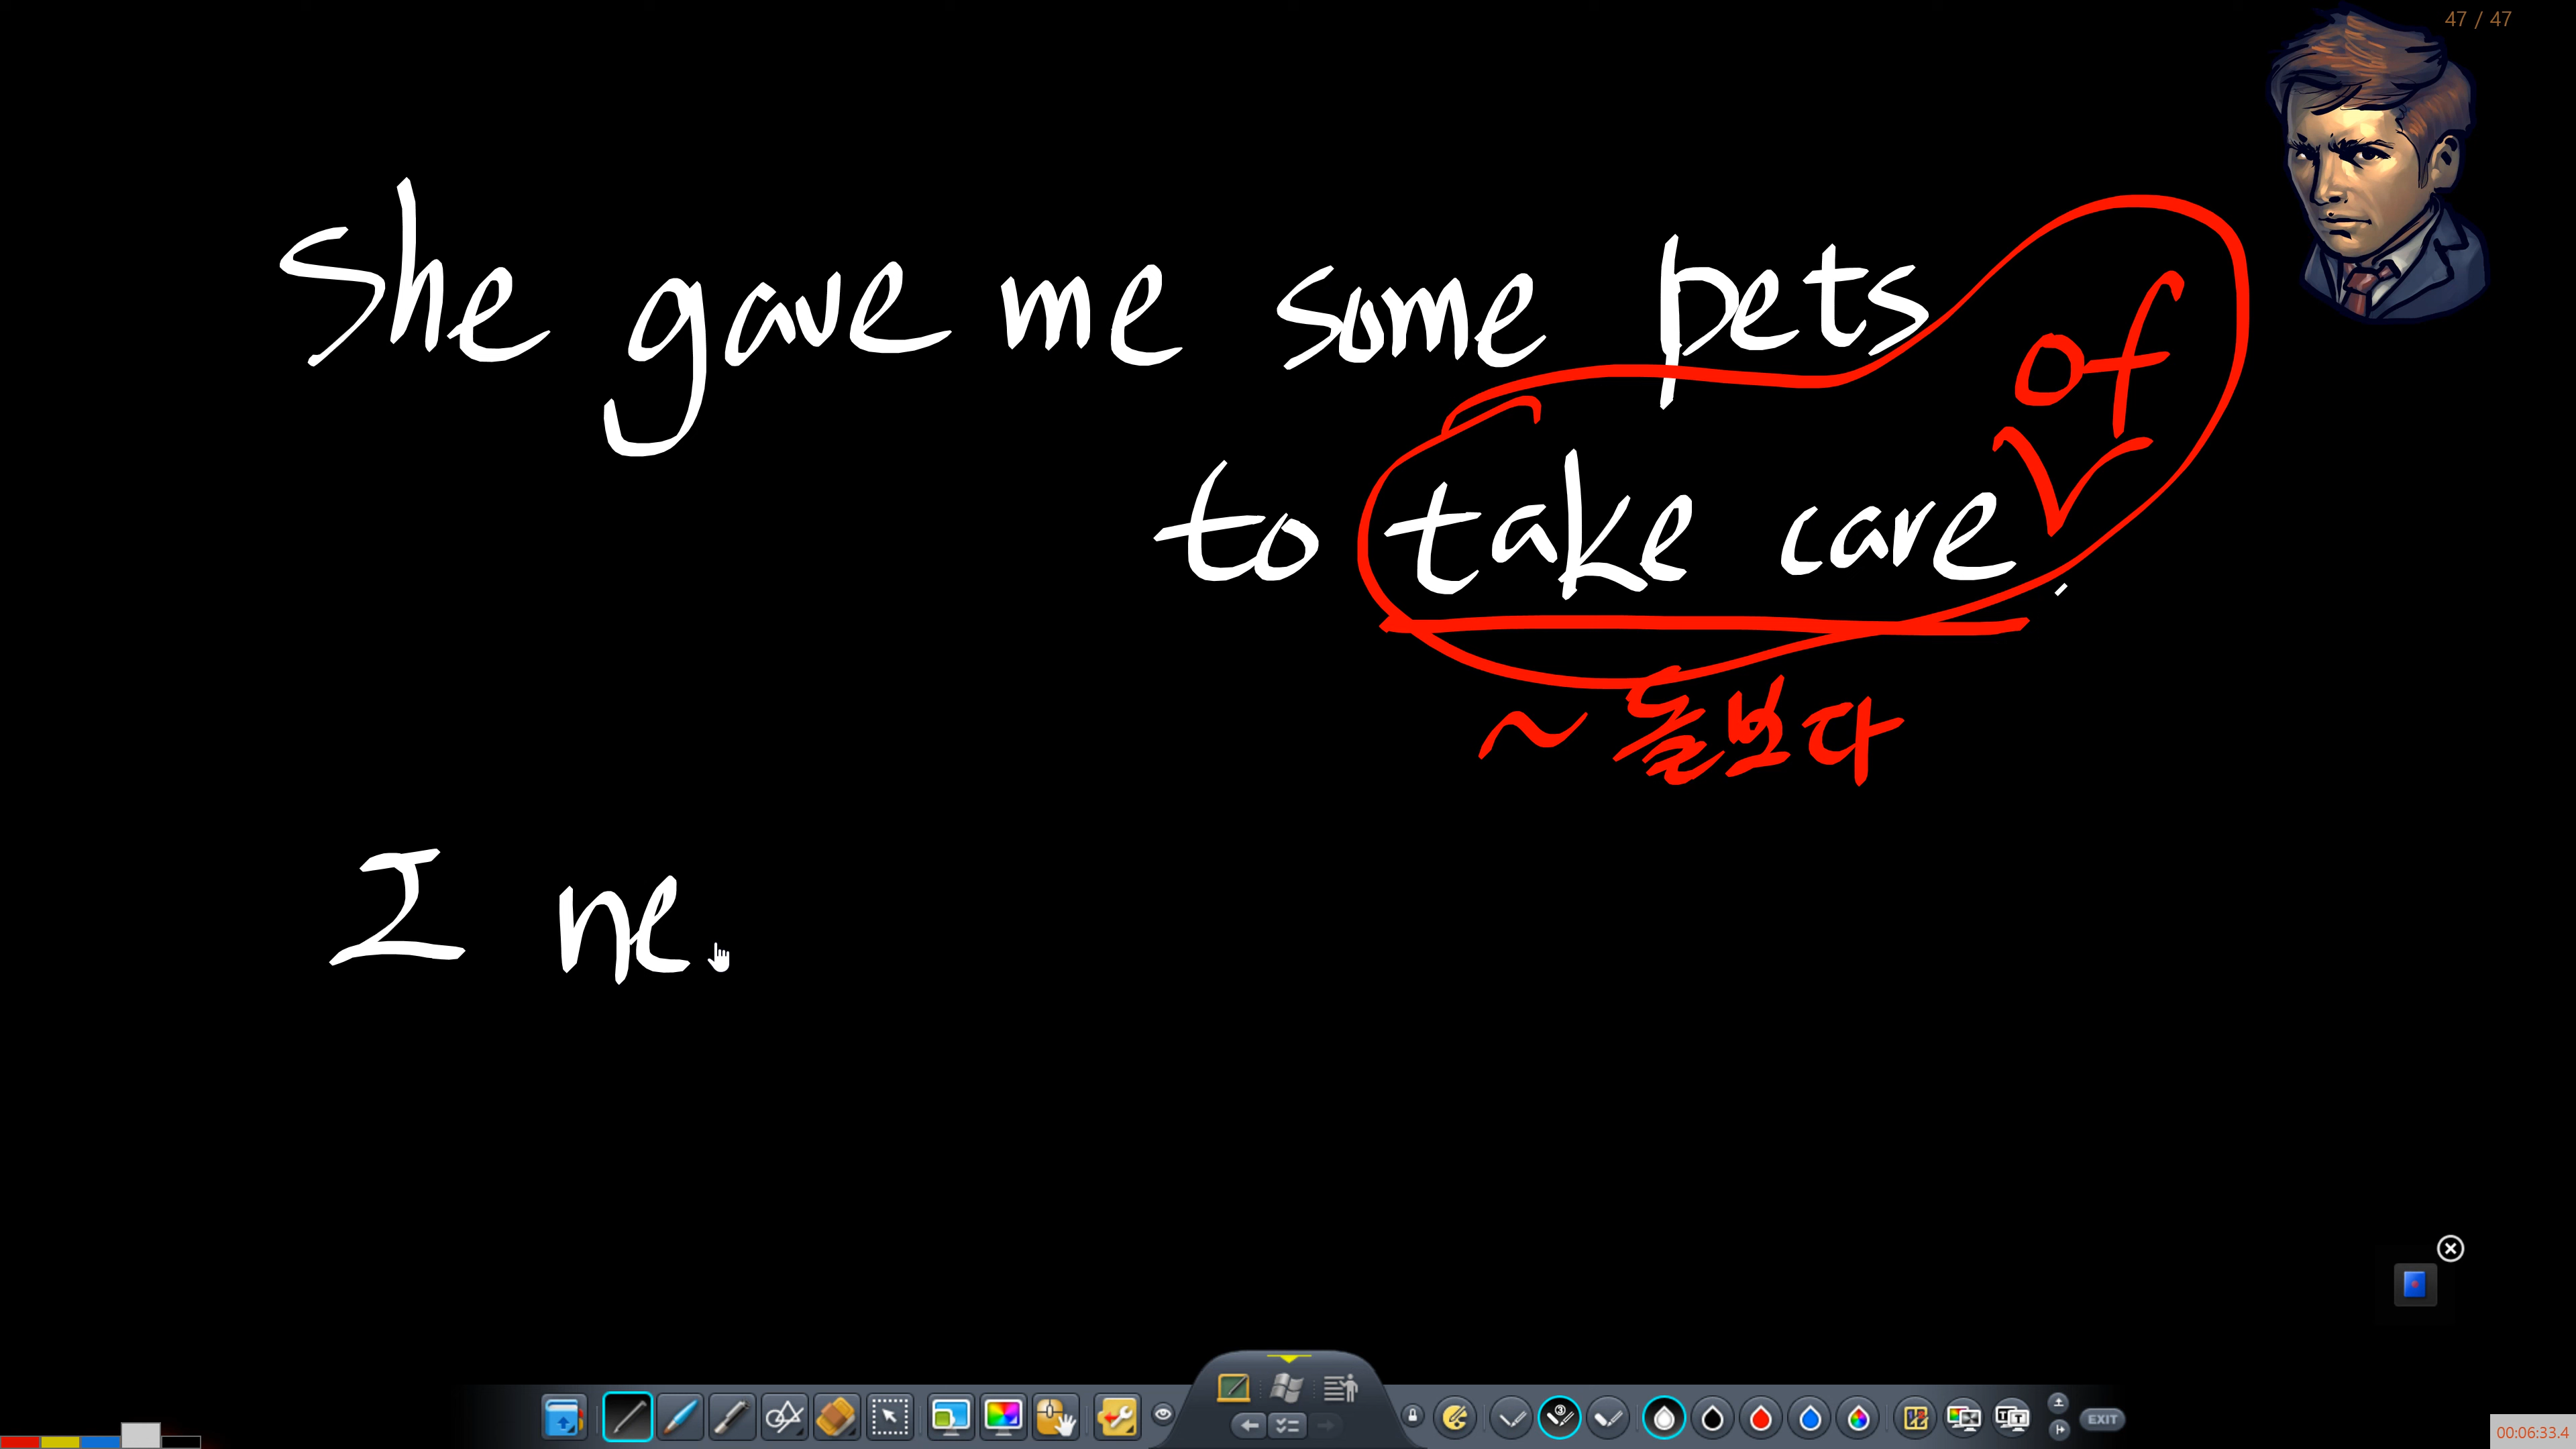 47 / 47
She gave me some pets
of
to take care.
~ 돌보다
I ne
EXIT
00:06:33.4